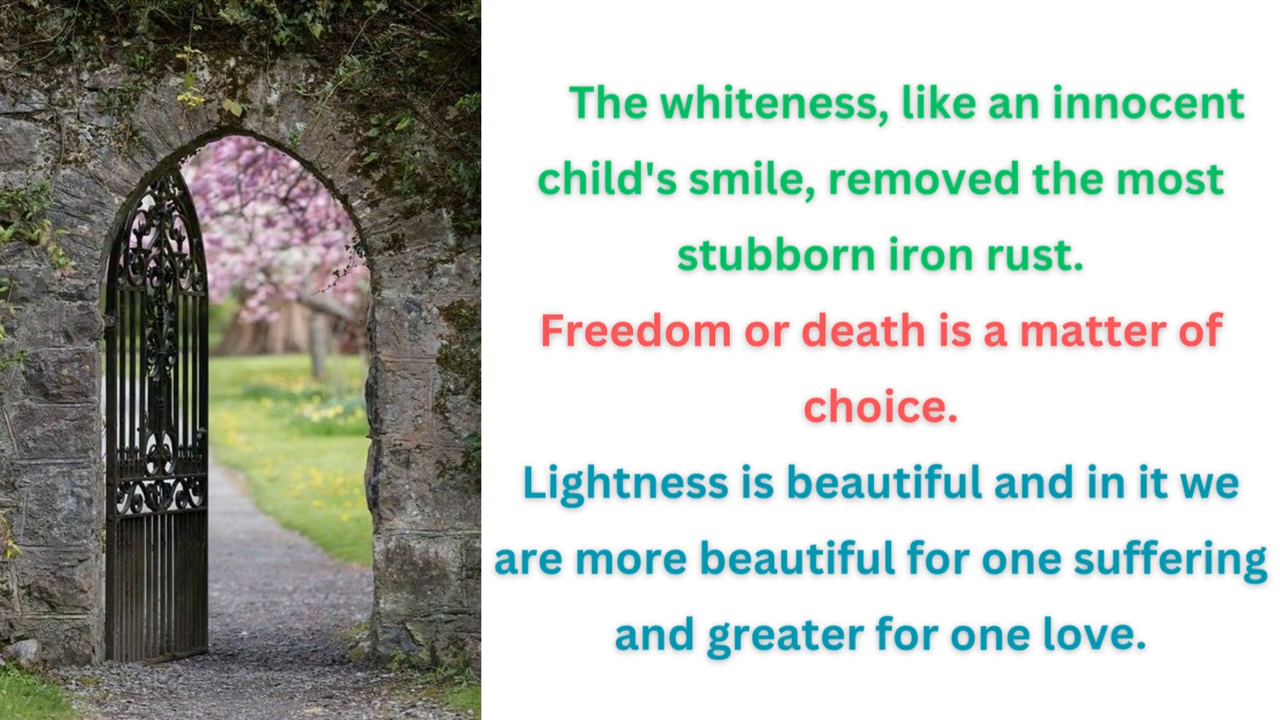 The whiteness, like an innocent
child's smile, removed the most
stubborn iron rust.
Freedom or death is a matter of
choice.
Lightness is beautiful and in it we
are more beautiful for one suffering
and greater for one love.